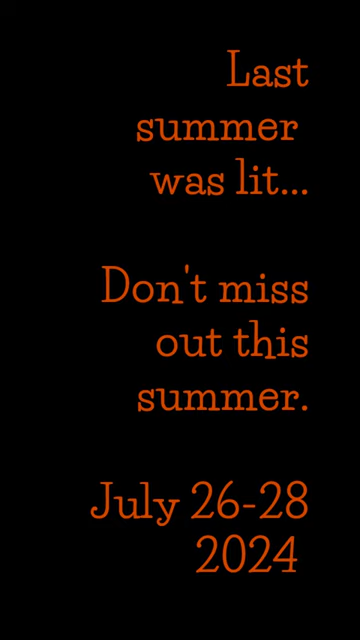 Last
summer
was lit...
Don't miss
out this
summer.
July 26-28
2024